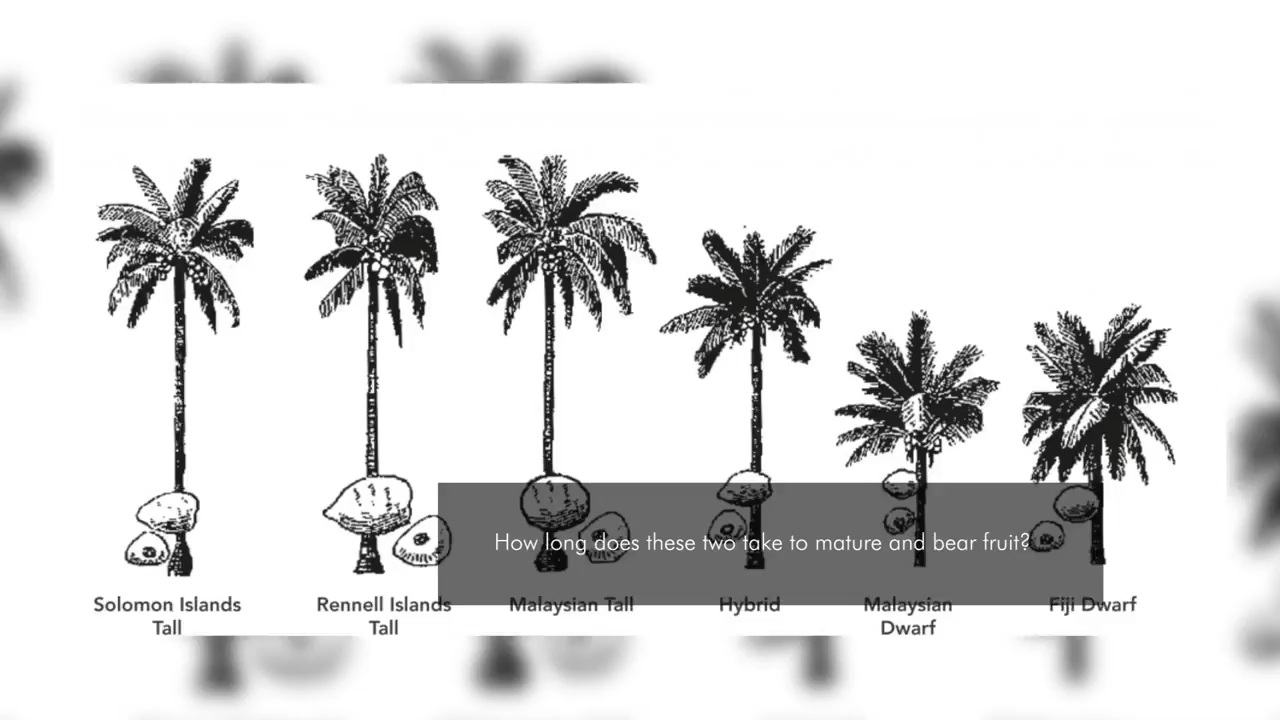 How long does these two take to mature and bear fruit?
Solomon Islands
Tall
Rennell Islands
Tall
Malaysian Tall
Hybrid
Malaysian
Dwarf
Fiji Dwarf